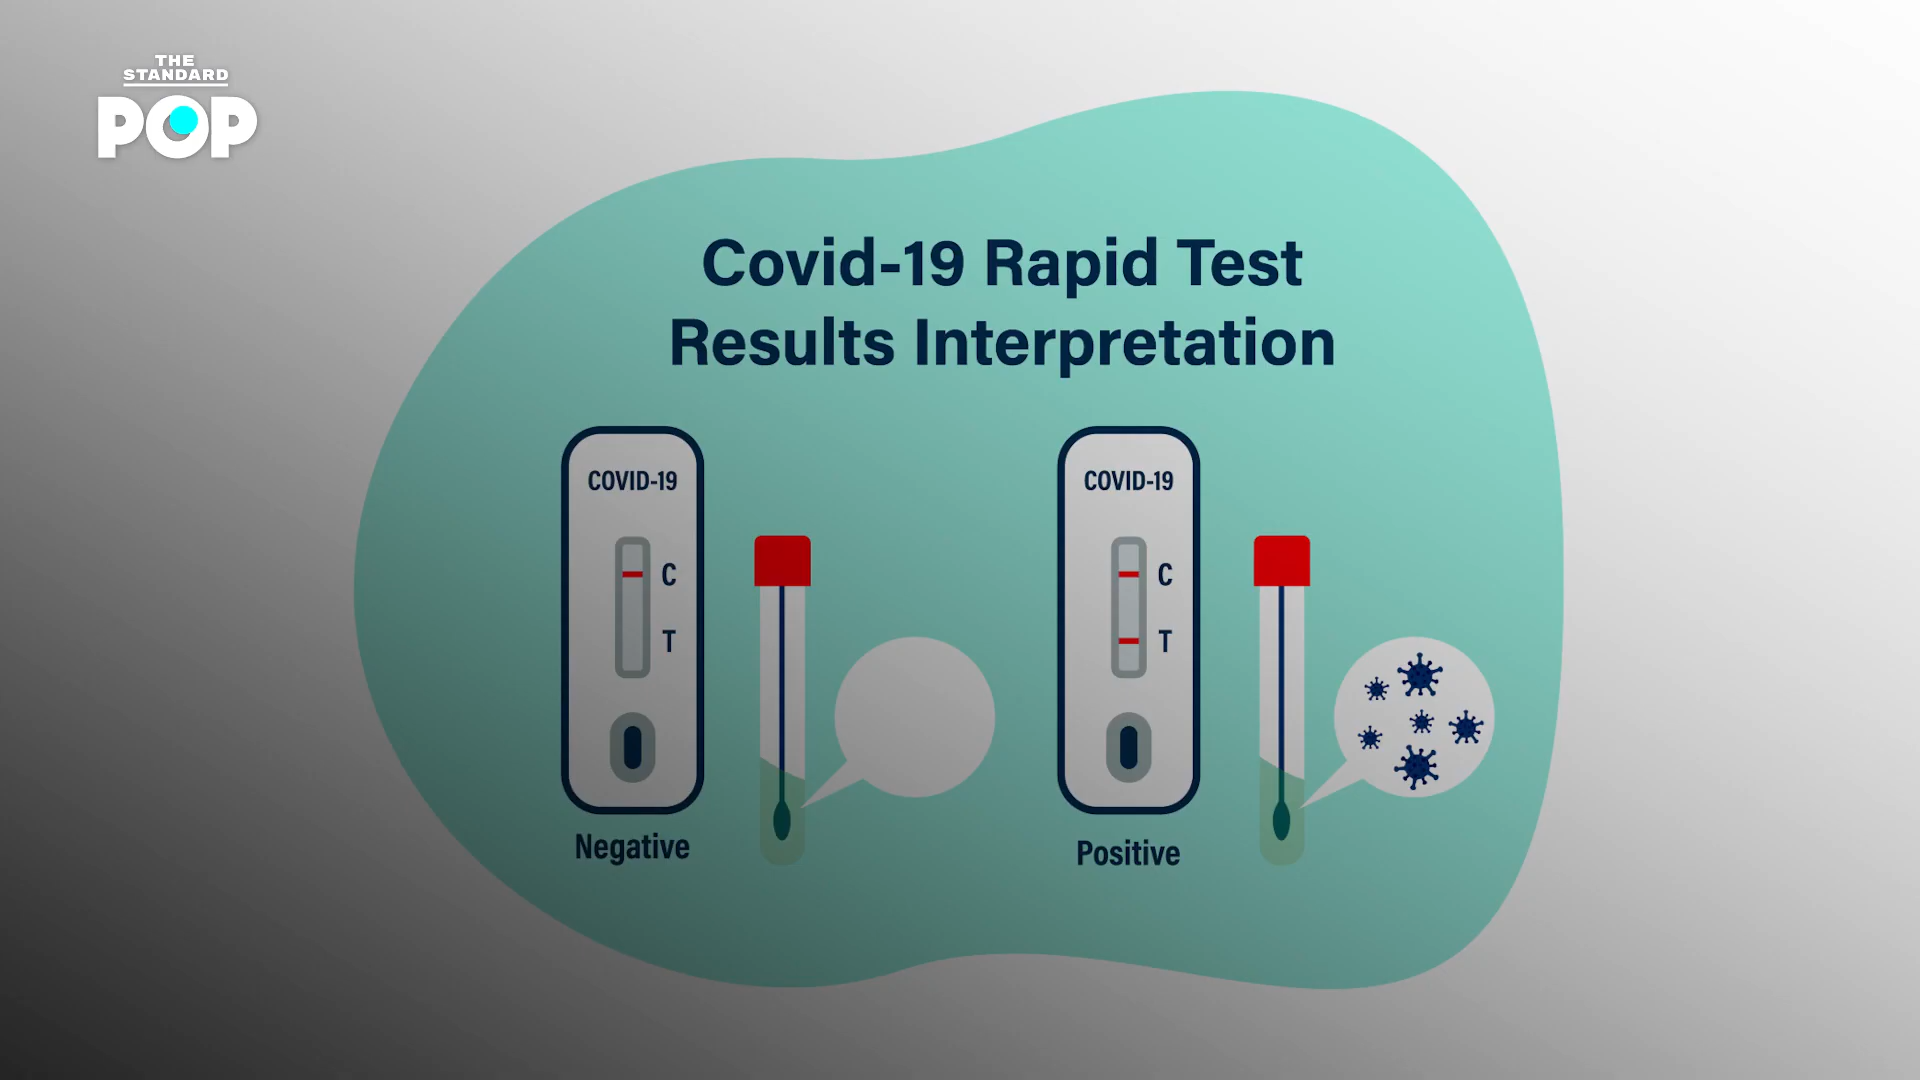 THE
STANDARD
POP
Covid-19 Rapid Test
Results Interpretation
COVID-19
C
T
Negative
COVID-19
C
T
Positive